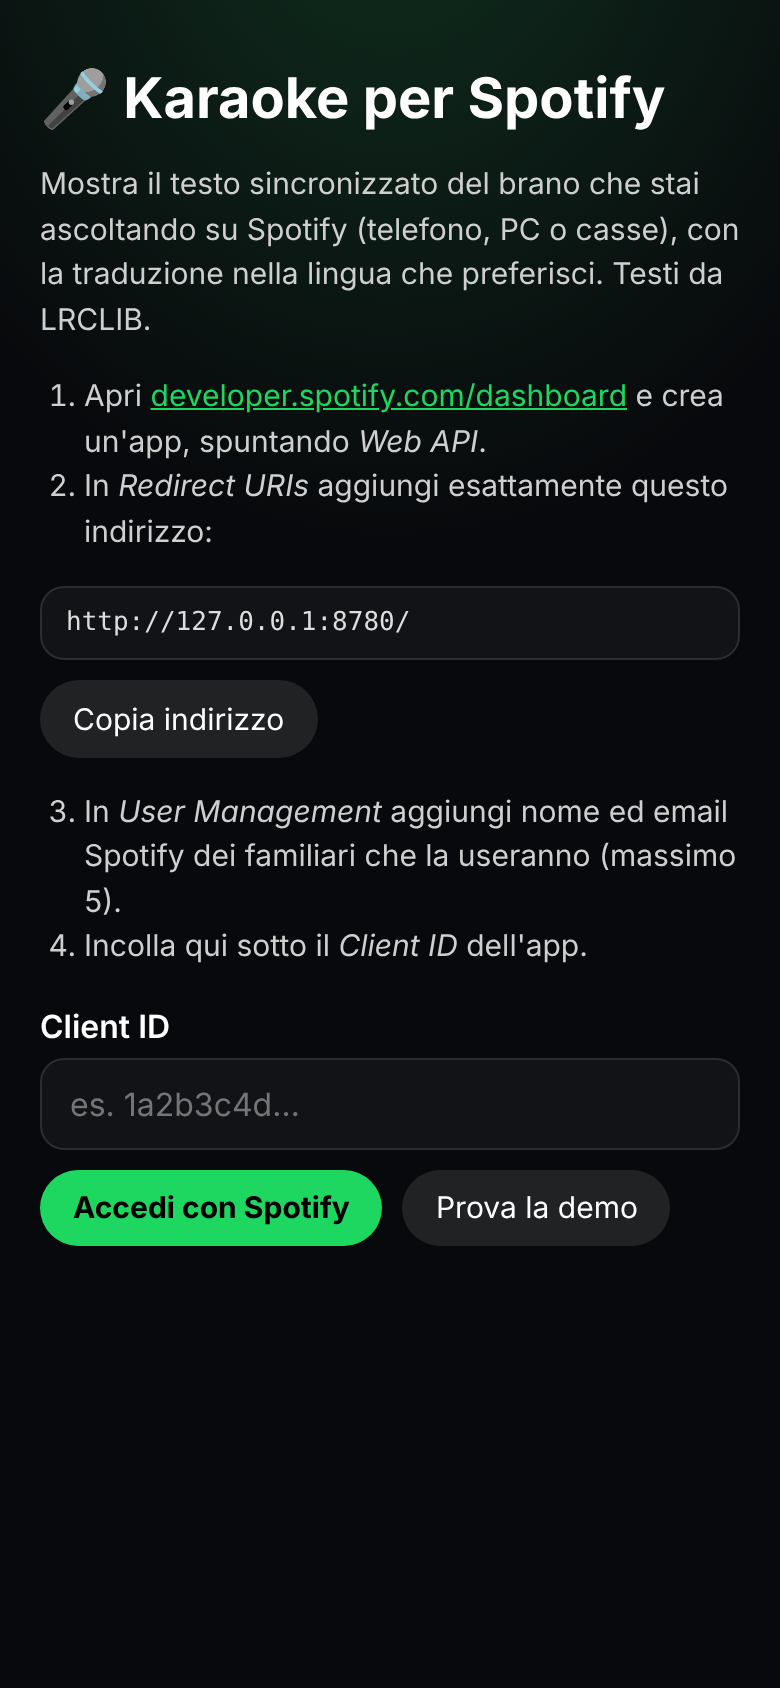 Karaoke per Spotify
Mostra il testo sincronizzato del brano che stai
ascoltando su Spotify (telefono, PC o casse), con
la traduzione nella lingua che preferisci. Testi da
LRCLIB.
1. Apri developer.spotify.com/dashboard e crea
un'app, spuntando Web API.
2. In Redirect URIs aggiungi esattamente questo
indirizzo:
http://127.0.0.1:8780/
Copia indirizzo
3. In User Management aggiungi nome ed email
Spotify dei familiari che la useranno (massimo
5).
4. Incolla qui sotto il Client ID dell'app.
Client ID
es. 1a2b3c4d...
Accedi con Spotify
Prova la demo